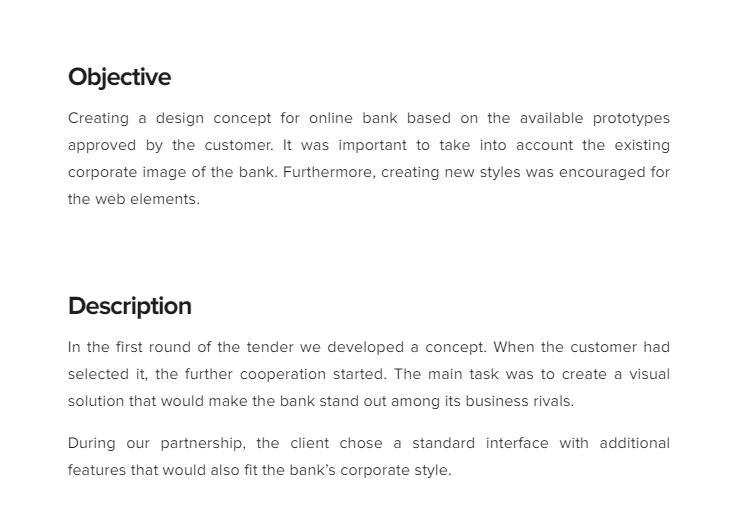 Objective
Creating a design concept for online bank based on the available prototypes
approved by the customer. It was important to take into account the existing
corporate image of the bank. Furthermore, creating new styles was encouraged for
the web elements.
Description
In the first round of the tender we developed a concept. When the customer had
selected it, the further cooperation started. The main task was to create a visual
solution that would make the bank stand out among its business rivals.
During our partnership, the client chose a standard interface with additional
features that would also fit the bank’s corporate style.